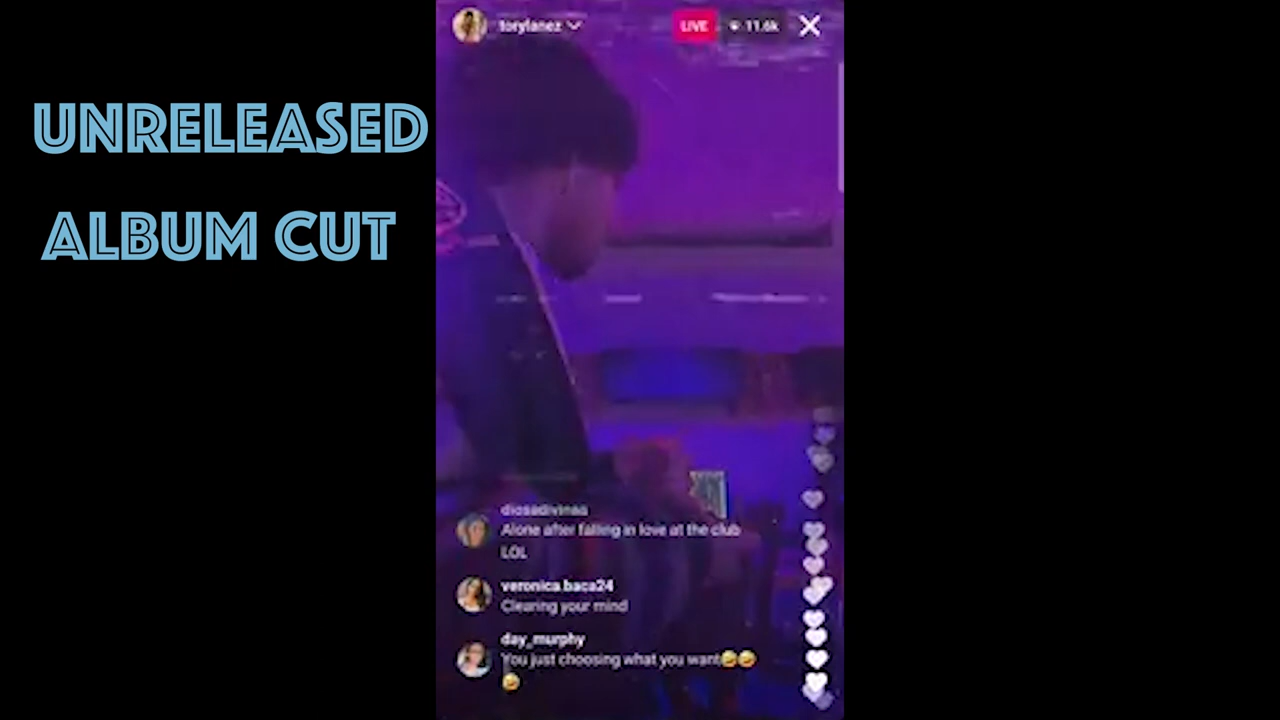 torylanez
LIVE
11.6k
UNRELEASED
ALBUM CUT
diosadivinaa
Alone after falling in love at the club
LOL
veronica.baca24
Clearing your mind
day_murphy
You just choosing what you want🤣🤣
🤣